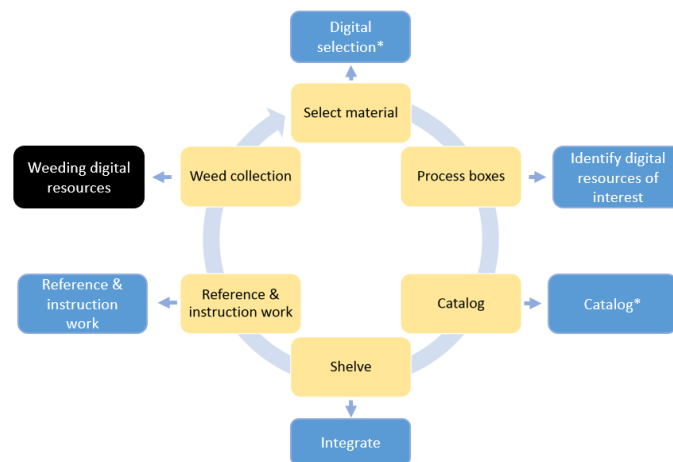 Digital
selection*
Select material
Weeding digital
resources
Weed collection
Process boxes
Identify digital
resources of
interest
Reference &
instruction work
Reference &
instruction work
Catalog
Catalog*
Shelve
Integrate